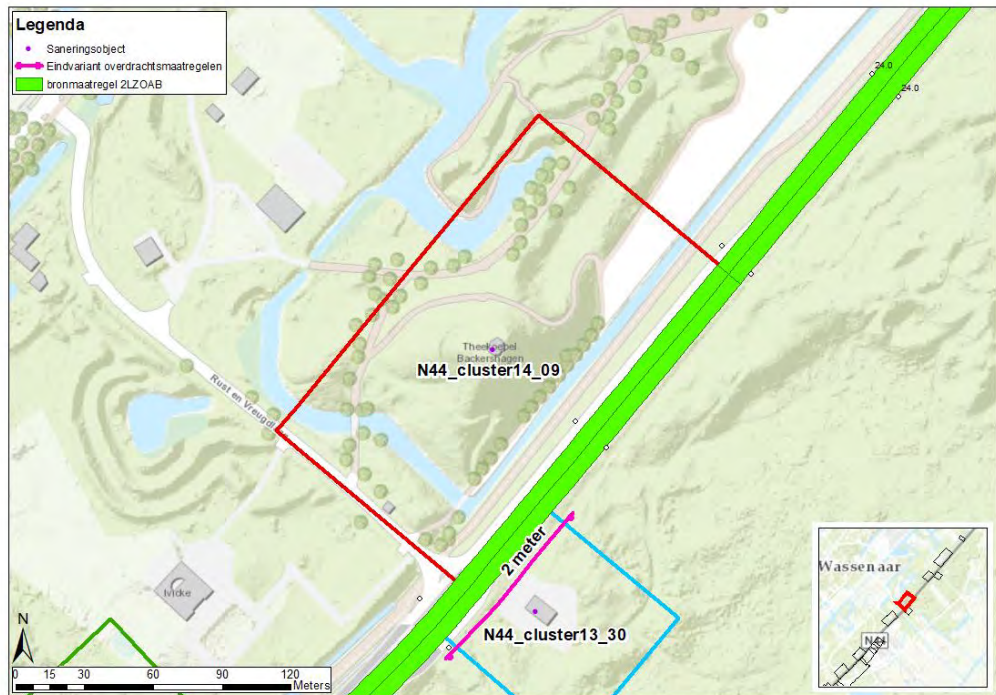 Legenda
Saneringsobject
Eindvariant overdrachtsmaatregelen
bronmaatregel 2LZOAB
24.0
24.0
Theekoepel
Backershagen
N44_cluster14_09
Rust en Vreugdl
2 meter
Ivicke
N44_cluster13_30
Wassenaar
N44
N
0 15 30 60 90 120
Meters